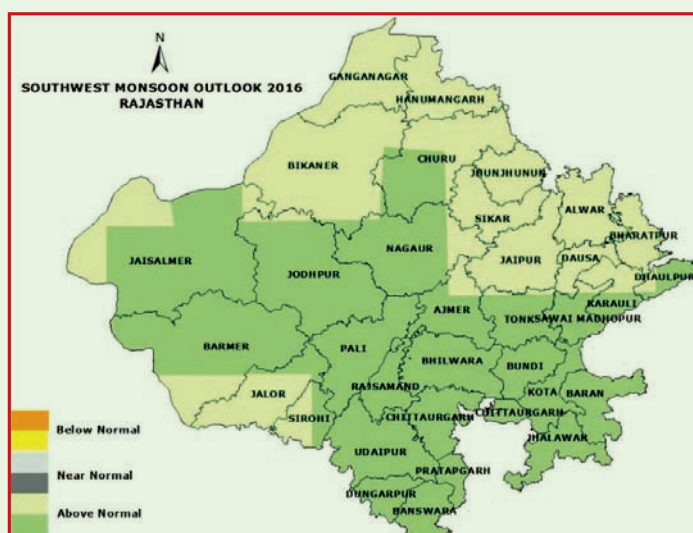 N
SOUTHWEST MONSOON OUTLOOK 2016
RAJASTHAN
GANGANAGAR
HANUMANGARH
BIKANER
CHURU
JHUNJHUNUN
SIKAR
ALWAR
BHARATPUR
JAISALMER
JODHPUR
NAGAUR
JAIPUR
DAUSA
DHAULPUR
KARAULI
AJMER
TONK
SAWAI MADHOPUR
BARMER
PALI
BHILWARA
BUNDI
RAJSAMAND
KOTA
BARAN
JALOR
SIROHI
CHITTAURGARH
CHITTAURGARH
JHALAWAR
UDAIPUR
PRATAPGARH
DUNGARPUR
BANSWARA
Below Normal
Near Normal
Above Normal